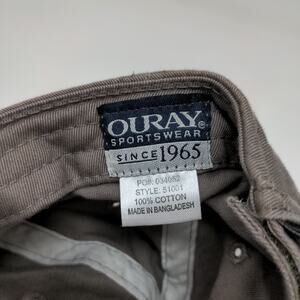 OURAY®
SPORTSWEAR
SINCE 1965
PO#: 034082
STYLE: 51001
100% COTTON
MADE IN BANGLADESH